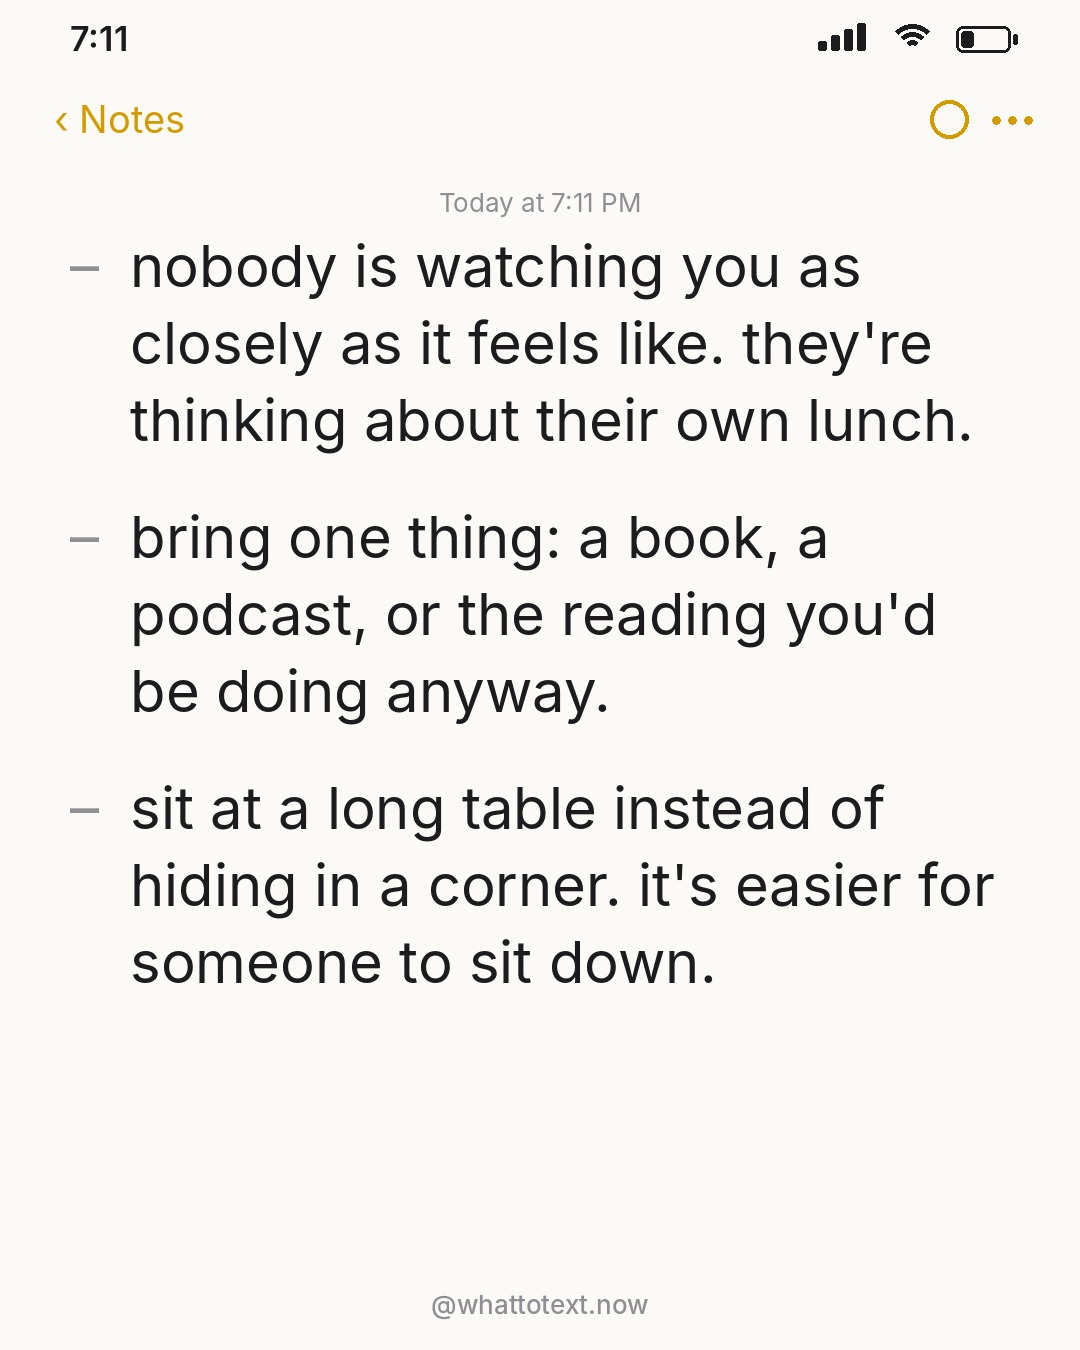 7:11
‹ Notes
Today at 7:11 PM
– nobody is watching you as
closely as it feels like. they're
thinking about their own lunch.
– bring one thing: a book, a
podcast, or the reading you'd
be doing anyway.
– sit at a long table instead of
hiding in a corner. it's easier for
someone to sit down.
@whattotext.now